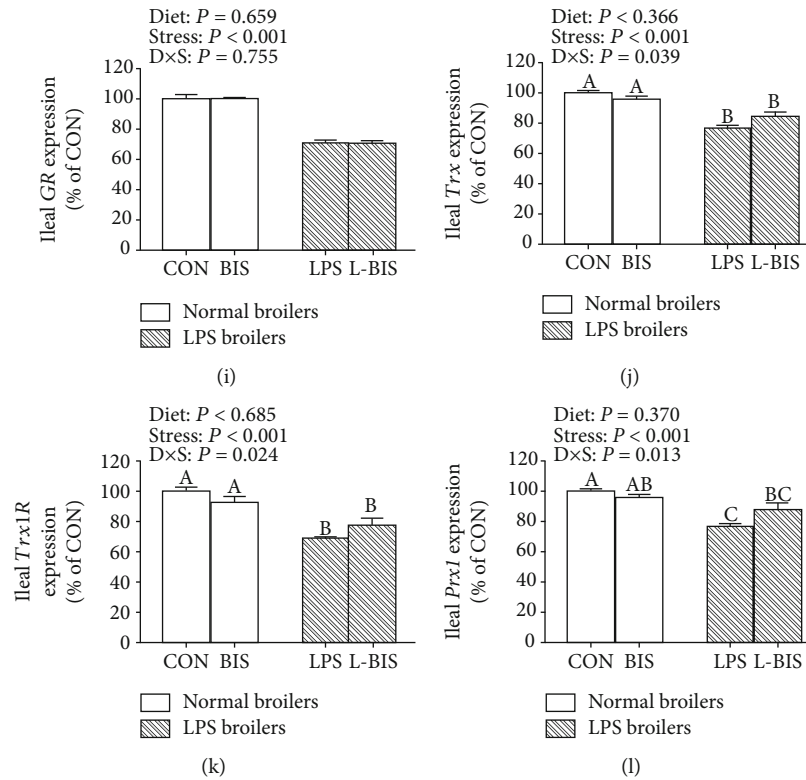 Diet: P = 0.659
Stress: P < 0.001
D×S: P = 0.755
Ileal GR expression
(% of CON)
120
100
80
60
40
20
0
CON BIS LPS L-BIS
Normal broilers
LPS broilers
(i)
Diet: P < 0.366
Stress: P < 0.001
D×S: P = 0.039
Ileal Trx expression
(% of CON)
120
100
80
60
40
20
0
A A B B
CON BIS LPS L-BIS
Normal broilers
LPS broilers
(j)
Diet: P < 0.685
Stress: P < 0.001
D×S: P = 0.024
Ileal Trx1R
expression
(% of CON)
120
100
80
60
40
20
0
A A B B
CON BIS LPS L-BIS
Normal broilers
LPS broilers
(k)
Diet: P = 0.370
Stress: P < 0.001
D×S: P = 0.013
Ileal Prx1 expression
(% of CON)
120
100
80
60
40
20
0
A AB C BC
CON BIS LPS L-BIS
Normal broilers
LPS broilers
(l)